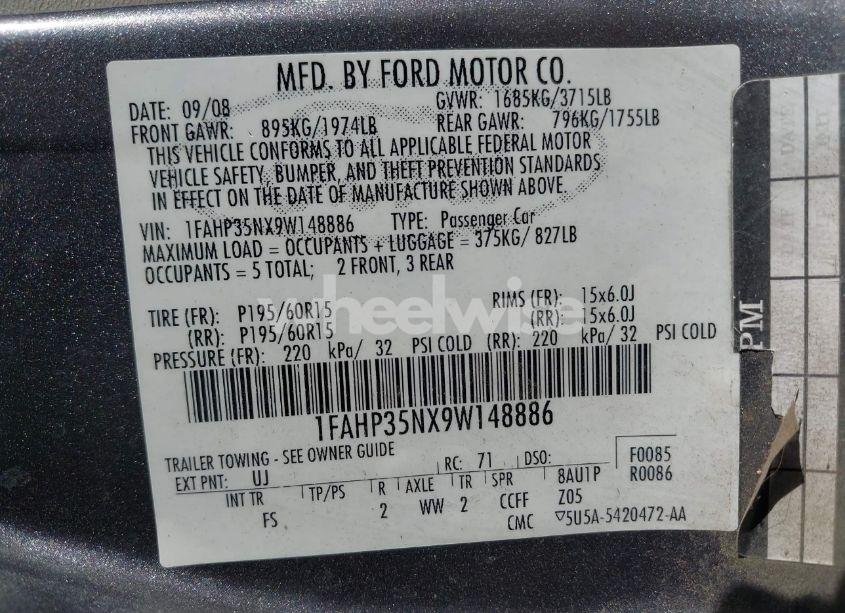 MFD. BY FORD MOTOR CO.
DATE: 09/08 GVWR: 1685KG/3715LB
FRONT GAWR: 895KG/1974LB REAR GAWR: 796KG/1755LB
THIS VEHICLE CONFORMS TO ALL APPLICABLE FEDERAL MOTOR
VEHICLE SAFETY, BUMPER, AND THEFT PREVENTION STANDARDS
IN EFFECT ON THE DATE OF MANUFACTURE SHOWN ABOVE.
VIN: 1FAHP35NX9W148886 TYPE: Passenger Car
MAXIMUM LOAD = OCCUPANTS + LUGGAGE = 375KG/ 827LB
OCCUPANTS = 5 TOTAL; 2 FRONT, 3 REAR
wheelwise
TIRE (FR): P195/60R15 RIMS (FR): 15x6.0J
(RR): P195/60R15 (RR): 15x6.0J
PRESSURE (FR): 220 kPa/ 32 PSI COLD (RR): 220 kPa/ 32 PSI COLD
1FAHP35NX9W148886
TRAILER TOWING - SEE OWNER GUIDE
EXT PNT: UJ RC: 71 DSO: F0085
INT TR TP/PS R AXLE TR SPR 8AU1P R0086
FS 2 WW 2 CCFF Z05
CMC ▽5U5A-5420472-AA
PM